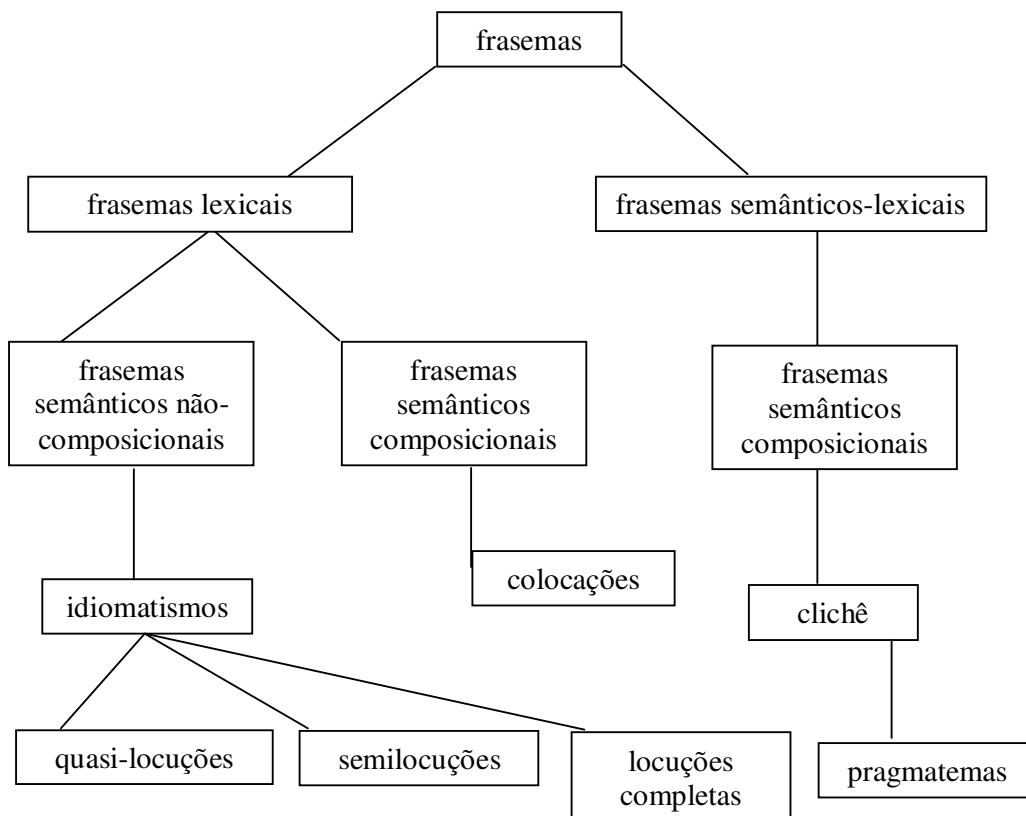 frasemas
frasemas lexicais
frasemas semânticos-lexicais
frasemas
semânticos não-
composicionais
frasemas
semânticos
composicionais
frasemas
semânticos
composicionais
colocações
idiomatismos
clichê
quasi-locuções
semilocuções
locuções
completas
pragmatemas